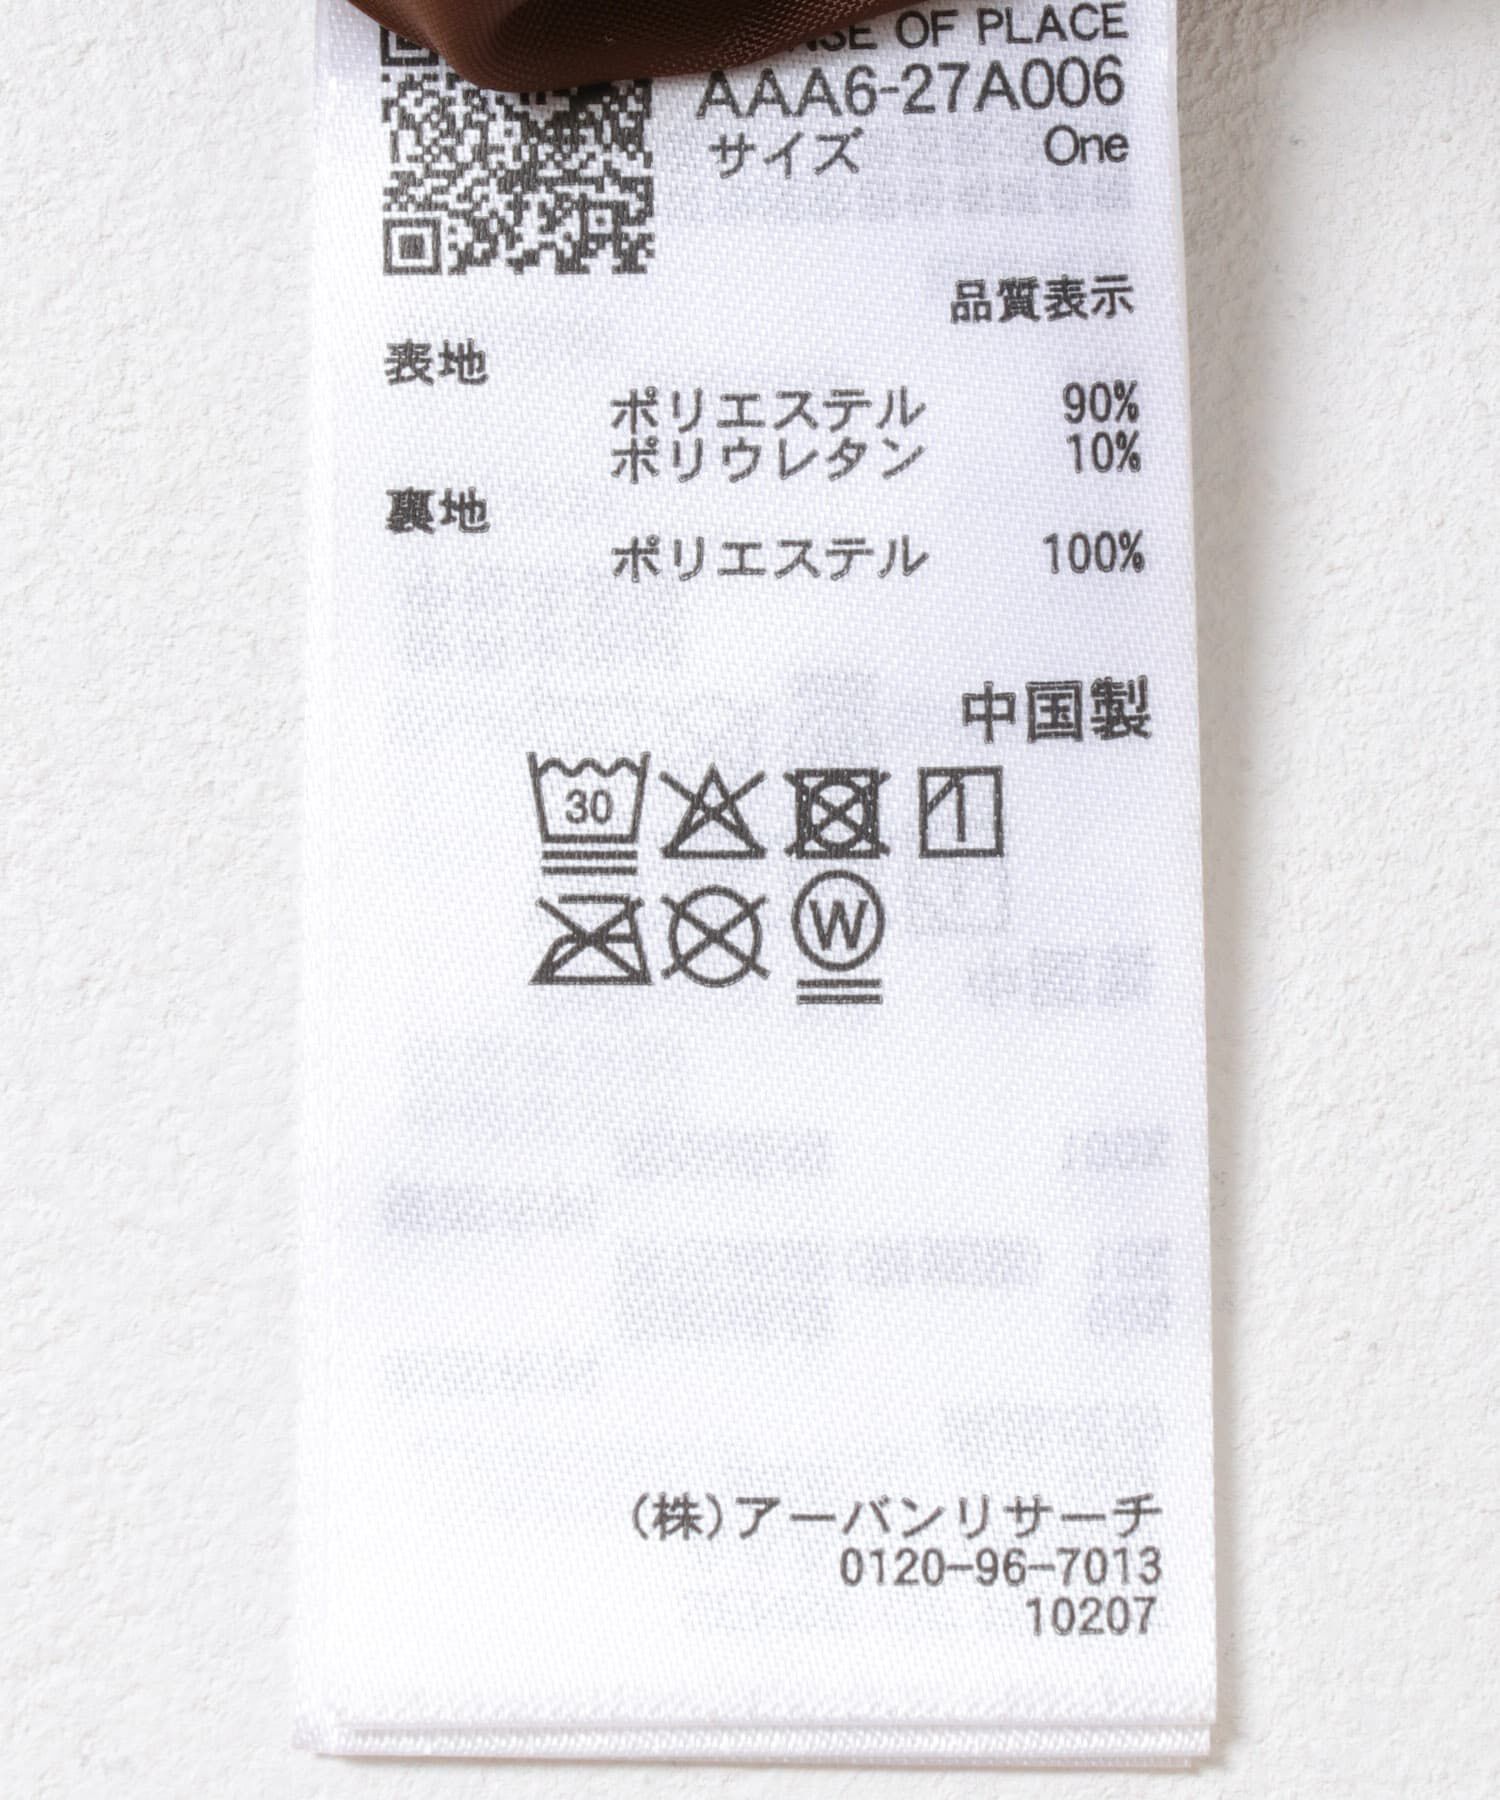 OF PLACE
AAA6-27A006
サイズ One
品質表示
表地
ポリエステル 90%
ポリウレタン 10%
裏地
ポリエステル 100%
中国製
30
W
(株)アーバンリサーチ
0120-96-7013
10207